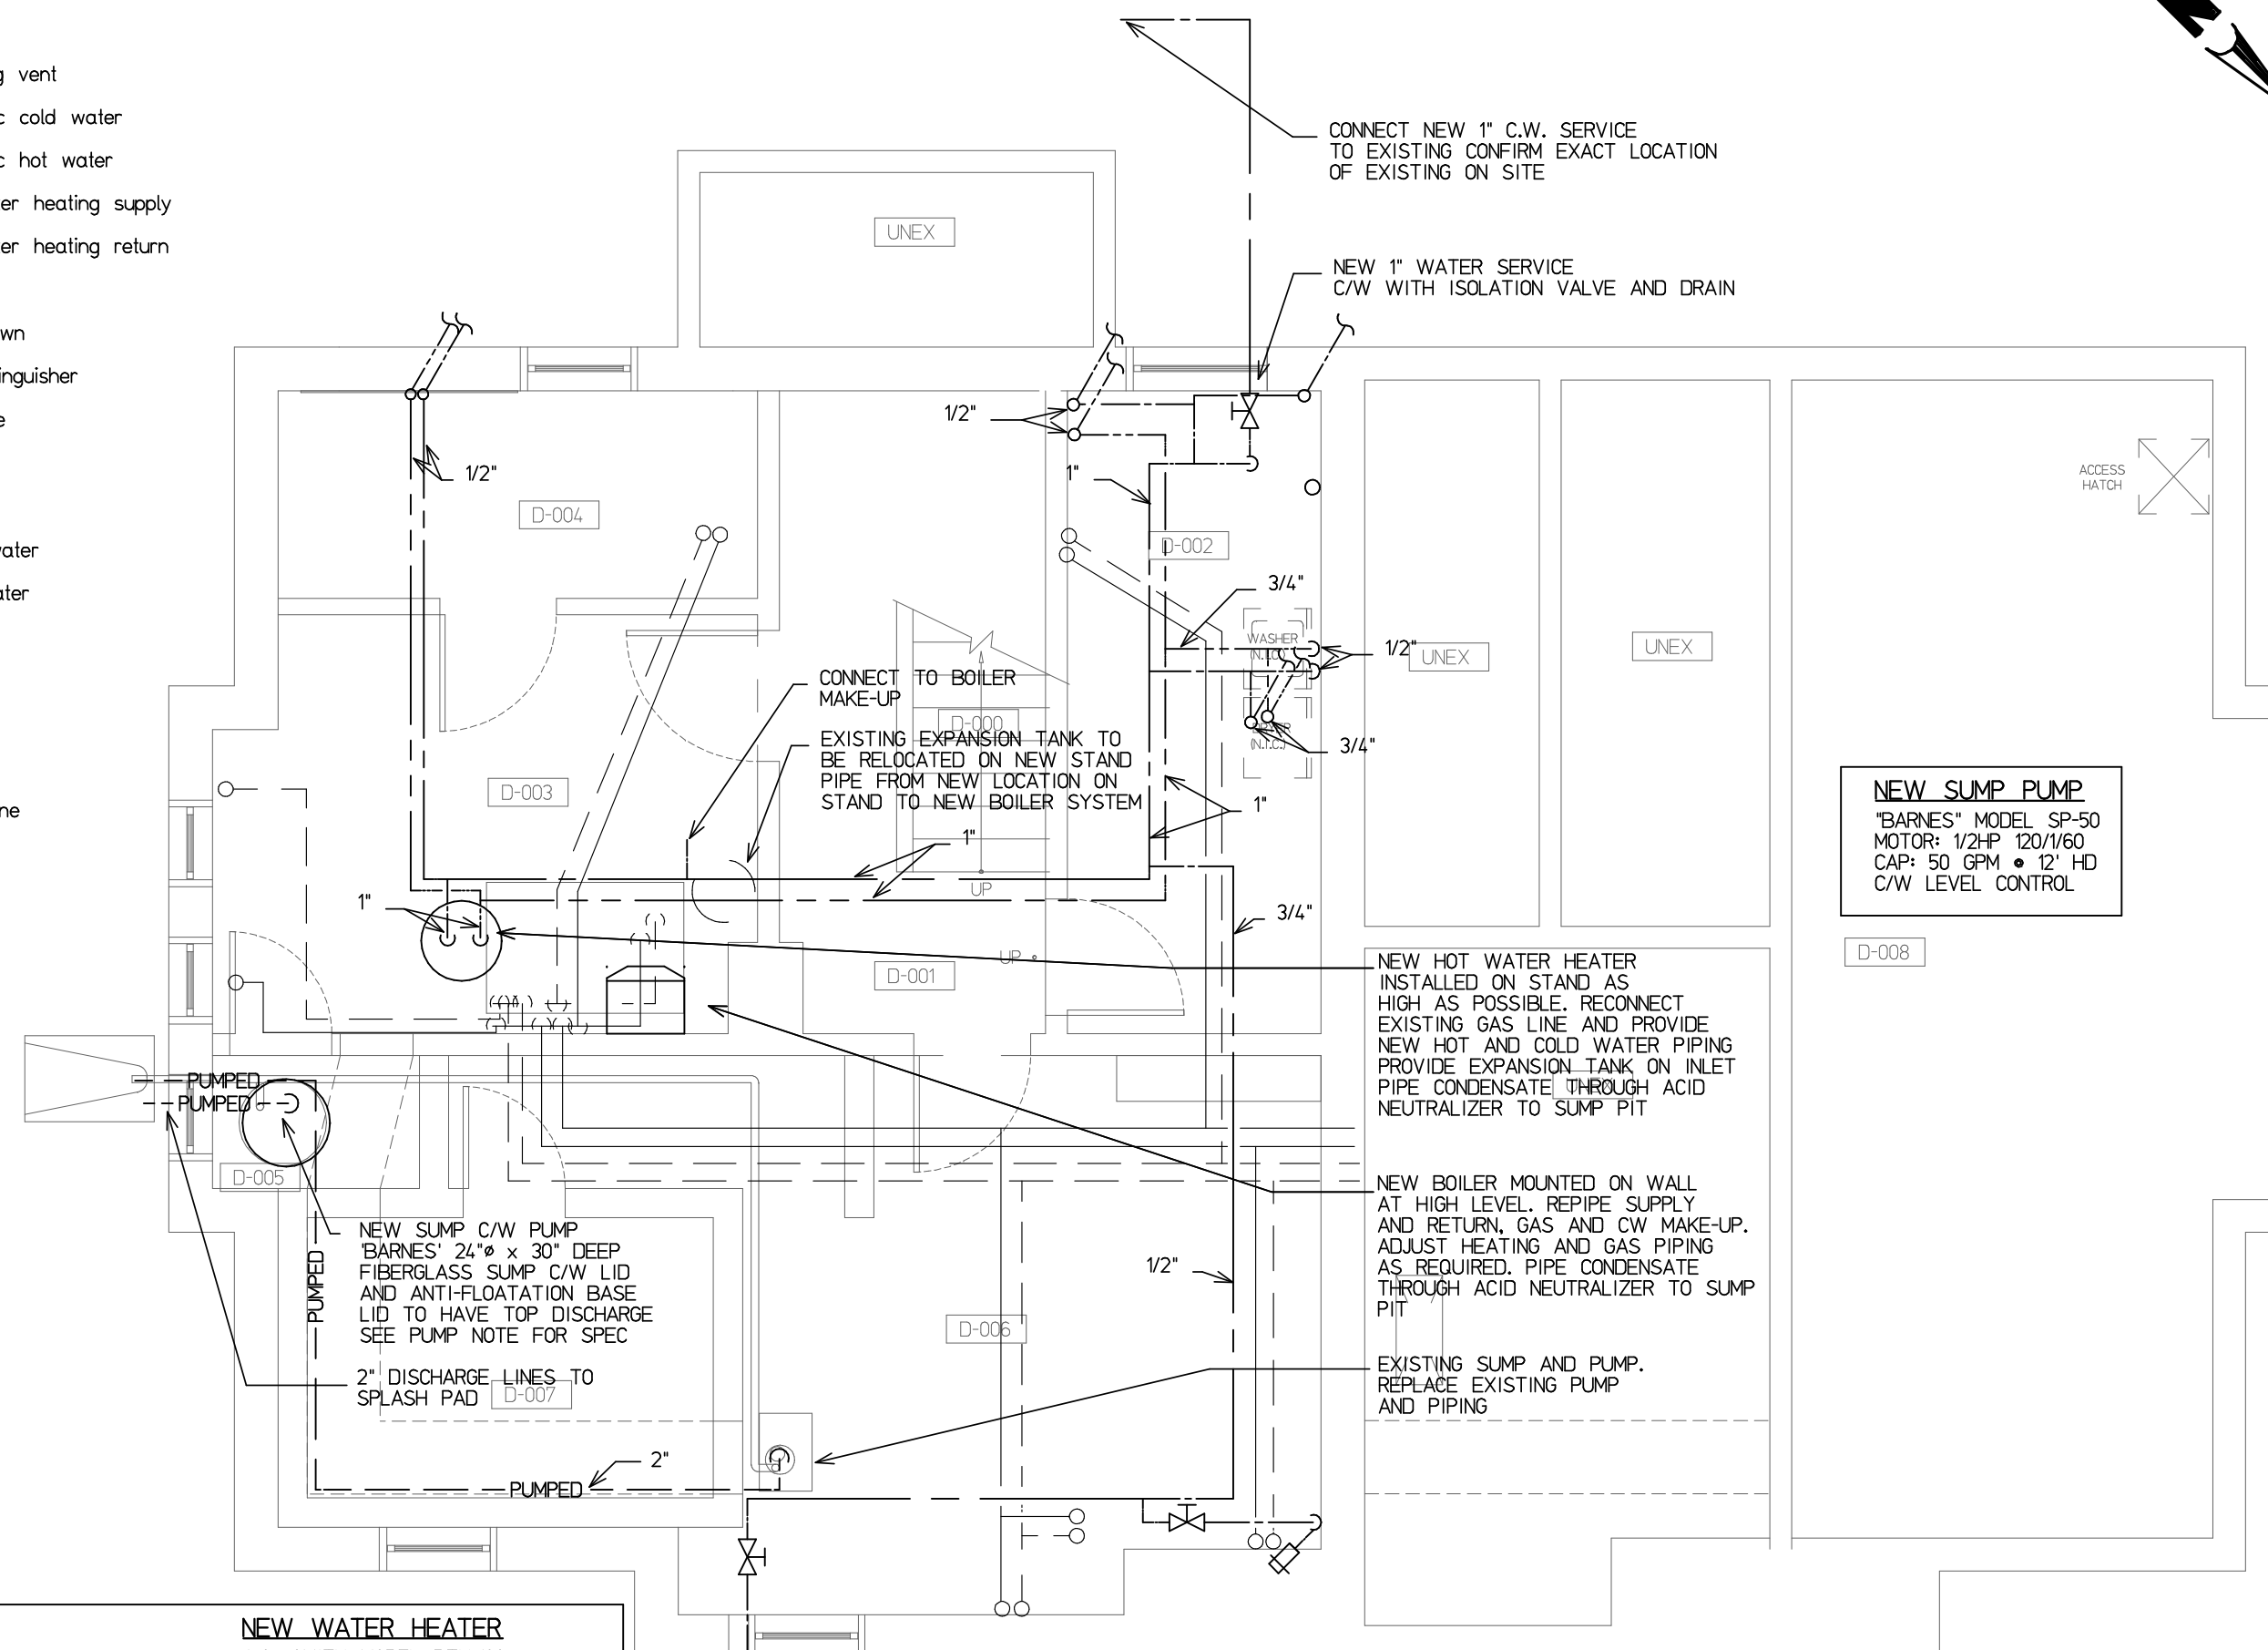 vent
cold water
hot water
heating supply
heating return
ater
CONNECT NEW 1" C.W. SERVICE
TO EXISTING CONFIRM EXACT LOCATION
OF EXISTING ON SITE
NEW 1" WATER SERVICE
C/W WITH ISOLATION VALVE AND DRAIN
UNEX
1/2"
1/2"
1"
D-004
D-002
ACCESS
HATCH
3/4"
WASHER
(N.I.C.)
1/2"
UNEX
UNEX
CONNECT TO BOILER
MAKE-UP
D-000
DRYER
(N.I.C.)
3/4"
EXISTING EXPANSION TANK TO
BE RELOCATED ON NEW STAND
PIPE FROM NEW LOCATION ON
STAND TO NEW BOILER SYSTEM
D-003
1"
1"
UP
1"
3/4"
NEW SUMP PUMP
"BARNES" MODEL SP-50
MOTOR: 1/2HP 120/1/60
CAP: 50 GPM @ 12' HD
C/W LEVEL CONTROL
D-008
UP
D-001
NEW HOT WATER HEATER
INSTALLED ON STAND AS
HIGH AS POSSIBLE. RECONNECT
EXISTING GAS LINE AND PROVIDE
NEW HOT AND COLD WATER PIPING
PROVIDE EXPANSION TANK ON INLET
PIPE CONDENSATE THROUGH ACID
NEUTRALIZER TO SUMP PIT
UNEX
PUMPED
PUMPED
D-005
PUMPED
NEW SUMP C/W PUMP
'BARNES' 24"ø x 30" DEEP
FIBERGLASS SUMP C/W LID
AND ANTI-FLOATATION BASE
LID TO HAVE TOP DISCHARGE
SEE PUMP NOTE FOR SPEC
2" DISCHARGE LINES TO
SPLASH PAD
D-007
1/2"
D-006
NEW BOILER MOUNTED ON WALL
AT HIGH LEVEL. REPIPE SUPPLY
AND RETURN, GAS AND CW MAKE-UP.
ADJUST HEATING AND GAS PIPING
AS REQUIRED. PIPE CONDENSATE
THROUGH ACID NEUTRALIZER TO SUMP
PIT
EXISTING SUMP AND PUMP.
REPLACE EXISTING PUMP
AND PIPING
2"
PUMPED
NEW WATER HEATER